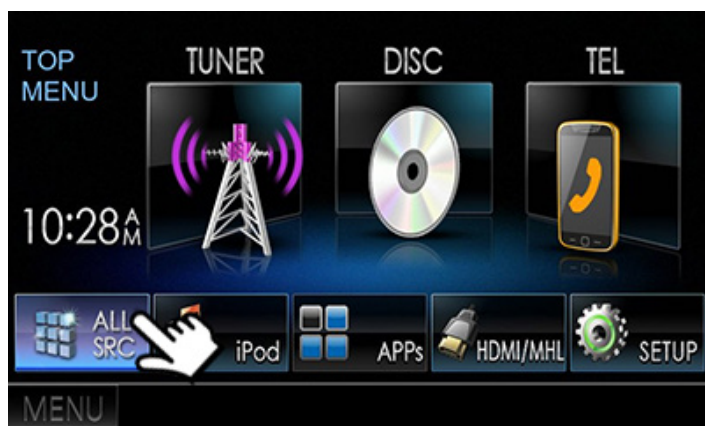 TOP
MENU
TUNER
DISC
TEL
10:28AM
ALL
SRC
iPod
APPs
HDMI/MHL
SETUP
MENU